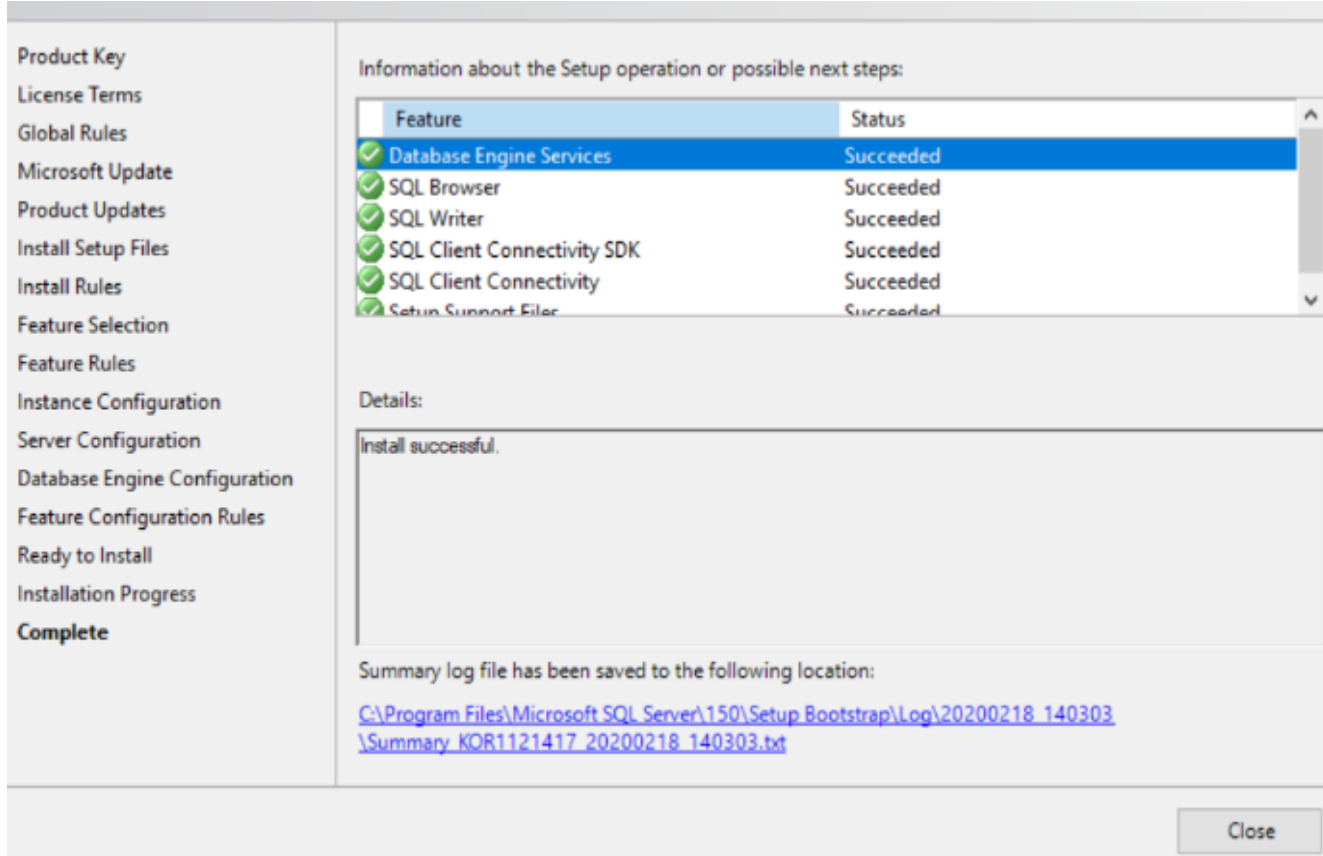 Product Key
License Terms
Global Rules
Microsoft Update
Product Updates
Install Setup Files
Install Rules
Feature Selection
Feature Rules
Instance Configuration
Server Configuration
Database Engine Configuration
Feature Configuration Rules
Ready to Install
Installation Progress
Complete
Information about the Setup operation or possible next steps:
Feature Status
Database Engine Services Succeeded
SQL Browser Succeeded
SQL Writer Succeeded
SQL Client Connectivity SDK Succeeded
SQL Client Connectivity Succeeded
Setup Support Files Succeeded
Details:
Install successful.
Summary log file has been saved to the following location:
C:\Program Files\Microsoft SQL Server\150\Setup Bootstrap\Log\20200218_140303
\Summary_KOR1121417_20200218_140303.txt
Close